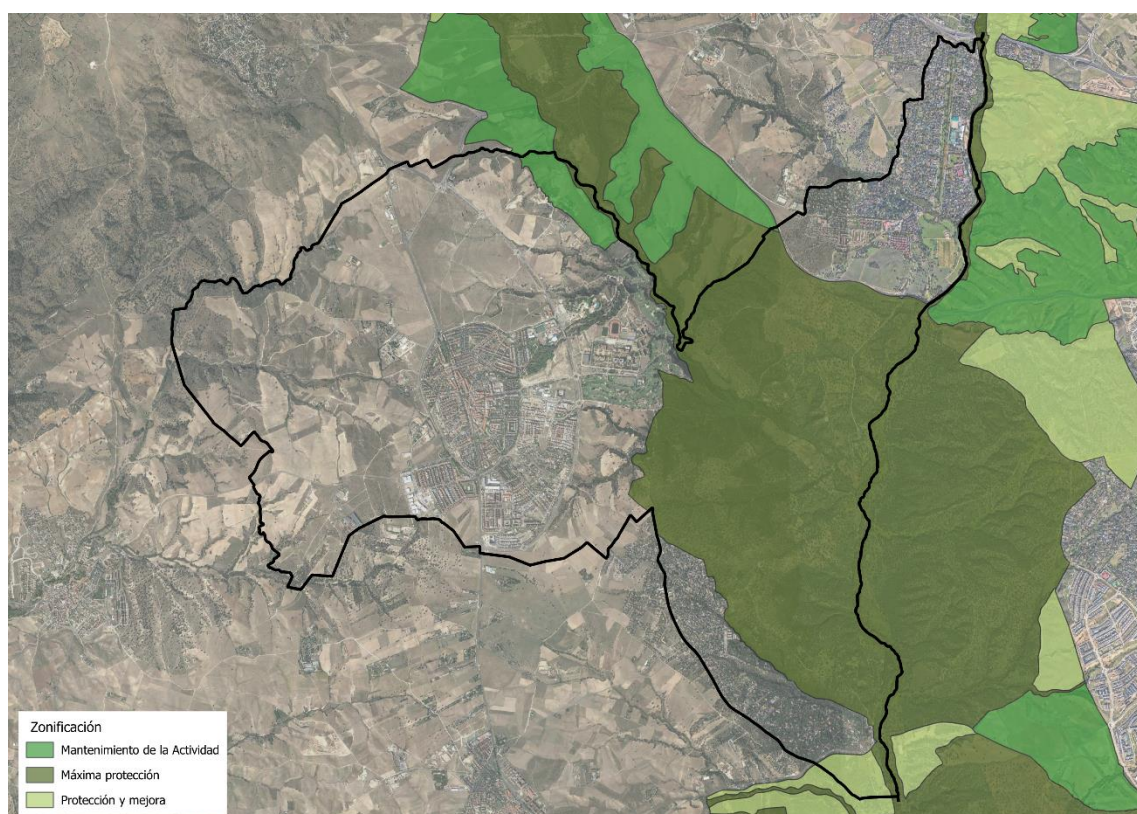 Zonificación
Mantenimiento de la Actividad
Máxima protección
Protección y mejora